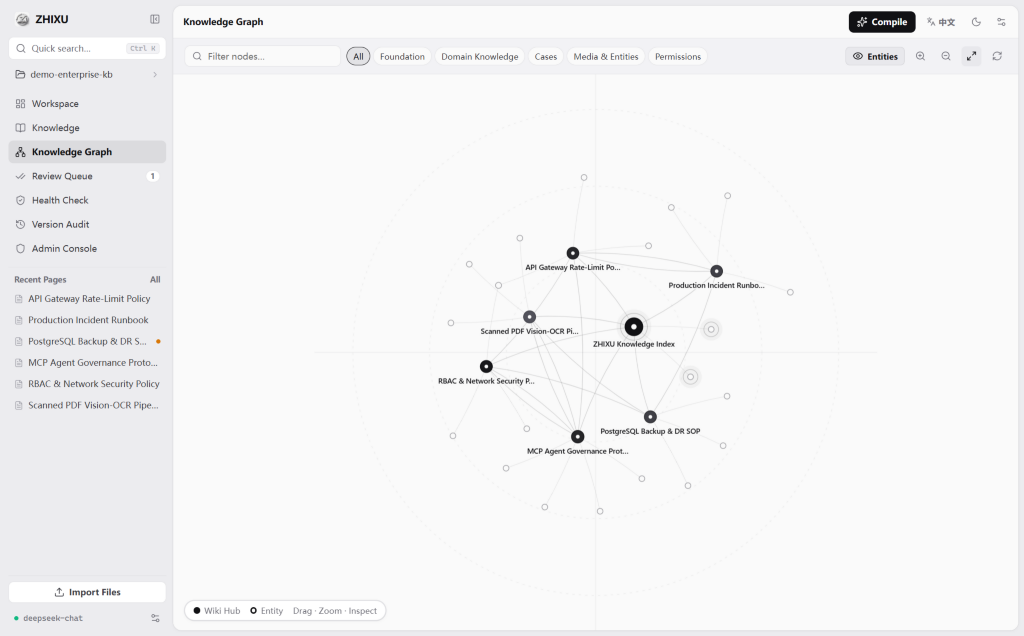 ZHIXU
Quick search...
Ctrl K
demo-enterprise-kb
Workspace
Knowledge
Knowledge Graph
Review Queue
1
Health Check
Version Audit
Admin Console
Recent Pages
All
API Gateway Rate-Limit Policy
Production Incident Runbook
PostgreSQL Backup & DR S...
MCP Agent Governance Proto...
RBAC & Network Security Policy
Scanned PDF Vision-OCR Pipe...
Import Files
deepseek-chat
Knowledge Graph
Compile
中文
Filter nodes...
All
Foundation
Domain Knowledge
Cases
Media & Entities
Permissions
Entities
API Gateway Rate-Limit Po...
Production Incident Runbo...
Scanned PDF Vision-OCR Pi...
ZHIXU Knowledge Index
RBAC & Network Security P...
PostgreSQL Backup & DR SOP
MCP Agent Governance Prot...
Wiki Hub
Entity
Drag · Zoom · Inspect